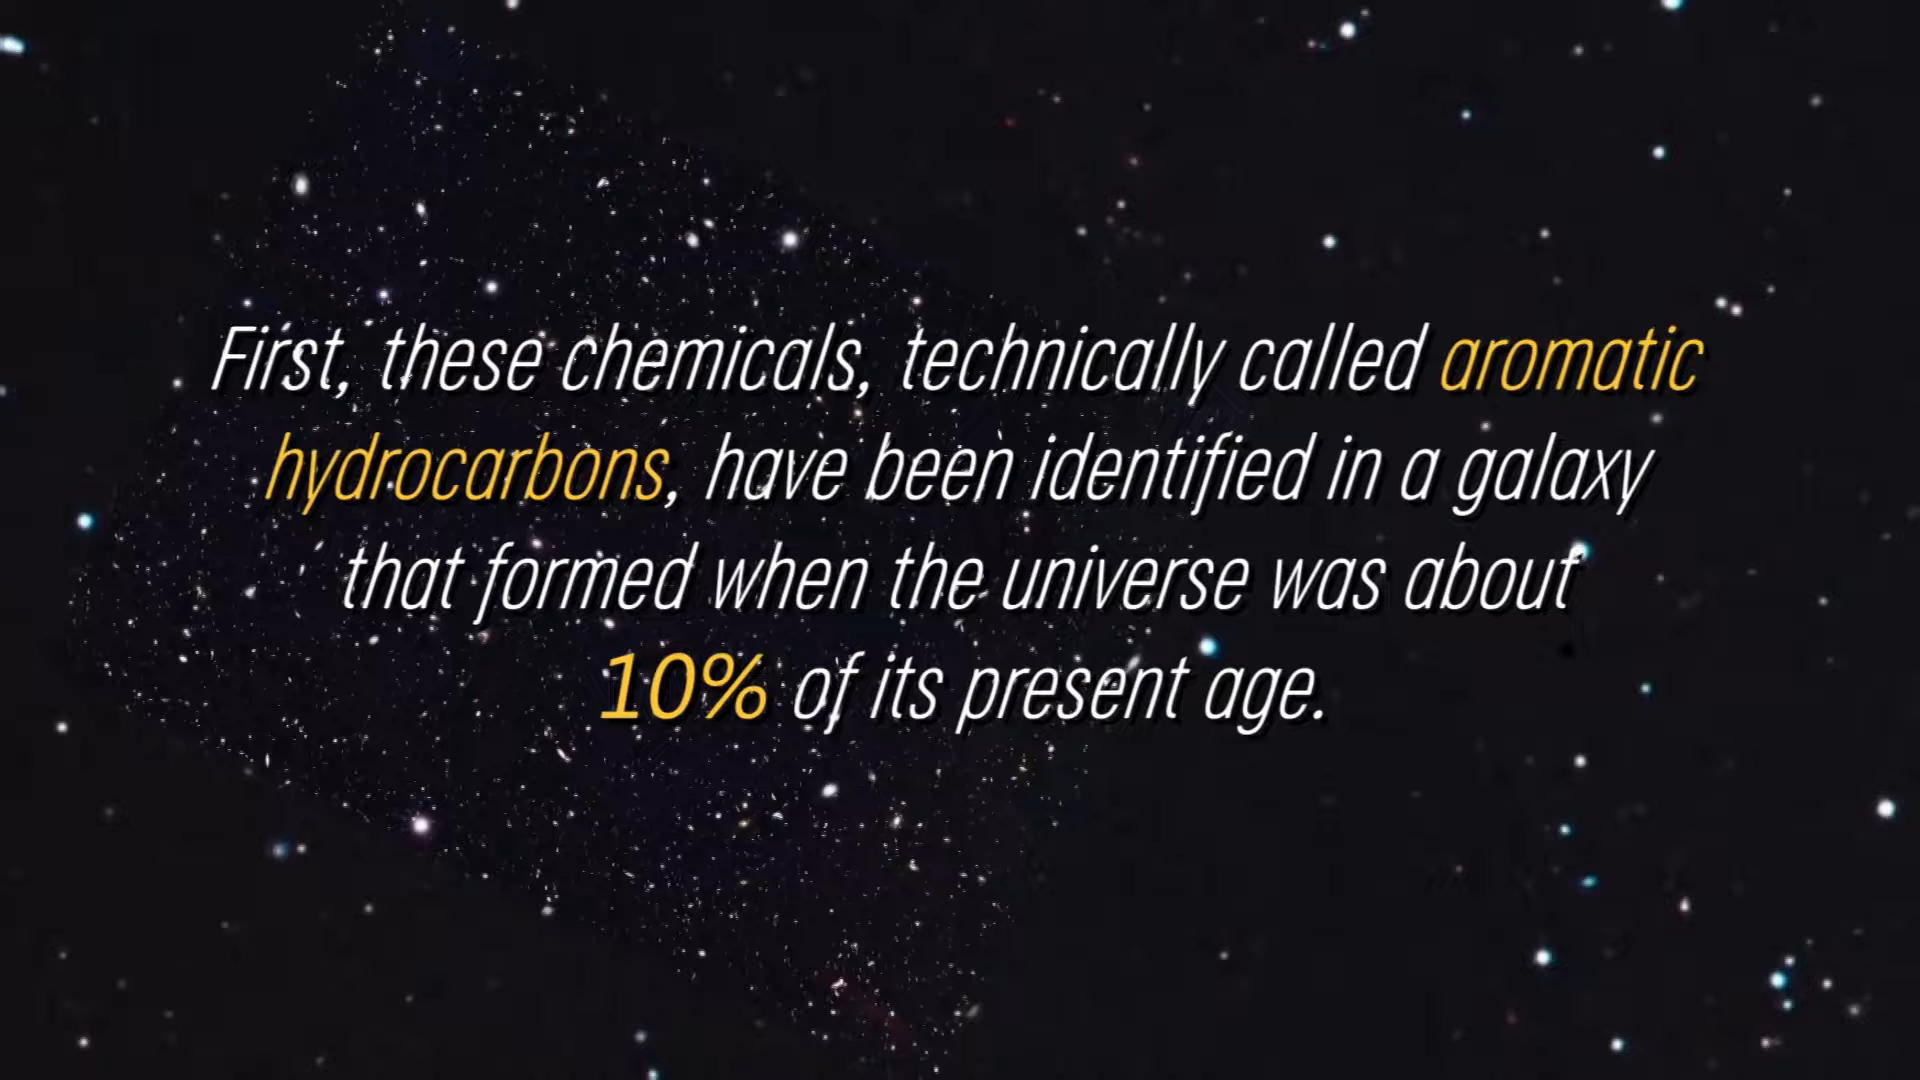 First, these chemicals, technically called aromatic
hydrocarbons, have been identified in a galaxy
that formed when the universe was about
10% of its present age.